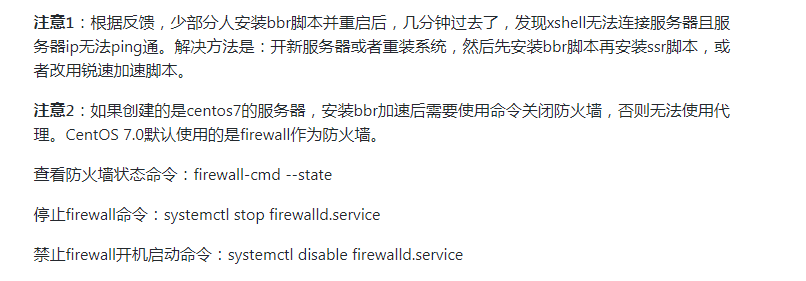 注意1：根据反馈，少部分人安装bbr脚本并重启后，几分钟过去了，发现xshell无法连接服务器且服
务器ip无法ping通。解决方法是：开新服务器或者重装系统，然后先安装bbr脚本再安装ssr脚本，或
者改用锐速加速脚本。
注意2：如果创建的是centos7的服务器，安装bbr加速后需要使用命令关闭防火墙，否则无法使用代
理。CentOS 7.0默认使用的是firewall作为防火墙。
查看防火墙状态命令：firewall-cmd --state
停止firewall命令：systemctl stop firewalld.service
禁止firewall开机启动命令：systemctl disable firewalld.service